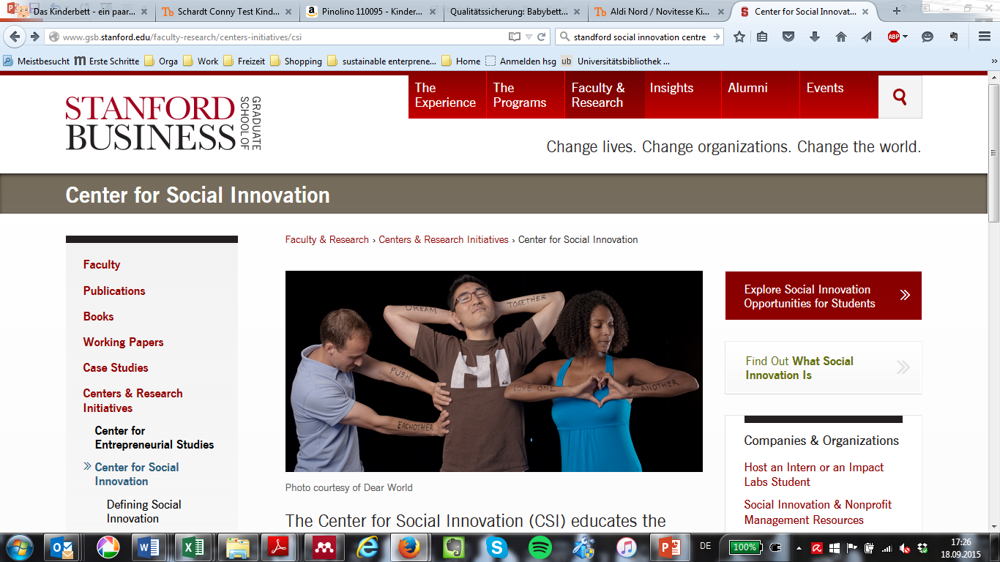 Das Kinderbett - ein paar...
Schardt Conny Test Kind...
Pinolino 110095 - Kinder...
Qualitätssicherung: Babybett...
Aldi Nord / Novitesse Ki...
Center for Social Innovat...
www.gsb.stanford.edu/faculty-research/centers-initiatives/csi
standford social innovation centre
ABP
Meistbesucht
Erste Schritte
Orga
Work
Freizeit
Shopping
sustainable enterprene...
Home
Anmelden hsg
ub
Universitätsbibliothek ...
STANFORD
BUSINESS
GRADUATE
SCHOOL OF
The
Experience
The
Programs
Faculty &
Research
Insights
Alumni
Events
Change lives. Change organizations. Change the world.
Center for Social Innovation
Faculty
Publications
Books
Working Papers
Case Studies
Centers & Research
Initiatives
Center for
Entrepreneurial Studies
Center for Social
Innovation
Defining Social
Innovation
Faculty & Research › Centers & Research Initiatives › Center for Social Innovation
DREAM
TOGETHER
HI
PUSH
EACHOTHER
LOVE ONE
ANOTHER
Photo courtesy of Dear World
The Center for Social Innovation (CSI) educates the
Explore Social Innovation
Opportunities for Students
Find Out What Social
Innovation Is
Companies & Organizations
Host an Intern or an Impact
Labs Student
Social Innovation & Nonprofit
Management Resources
DE
100%
17:26
18.09.2015